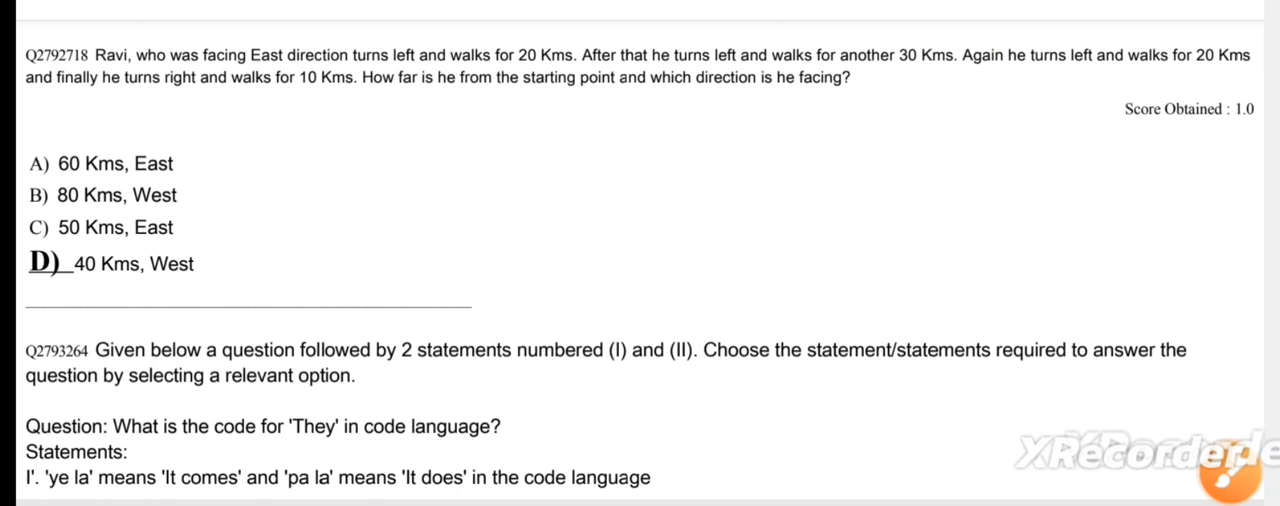 Q2792718 Ravi, who was facing East direction turns left and walks for 20 Kms. After that he turns left and walks for another 30 Kms. Again he turns left and walks for 20 Kms
and finally he turns right and walks for 10 Kms. How far is he from the starting point and which direction is he facing?
Score Obtained : 1.0
A) 60 Kms, East
B) 80 Kms, West
C) 50 Kms, East
D) 40 Kms, West
Q2793264 Given below a question followed by 2 statements numbered (I) and (II). Choose the statement/statements required to answer the
question by selecting a relevant option.
Question: What is the code for 'They' in code language?
Statements:
I'. 'ye la' means 'It comes' and 'pa la' means 'It does' in the code language